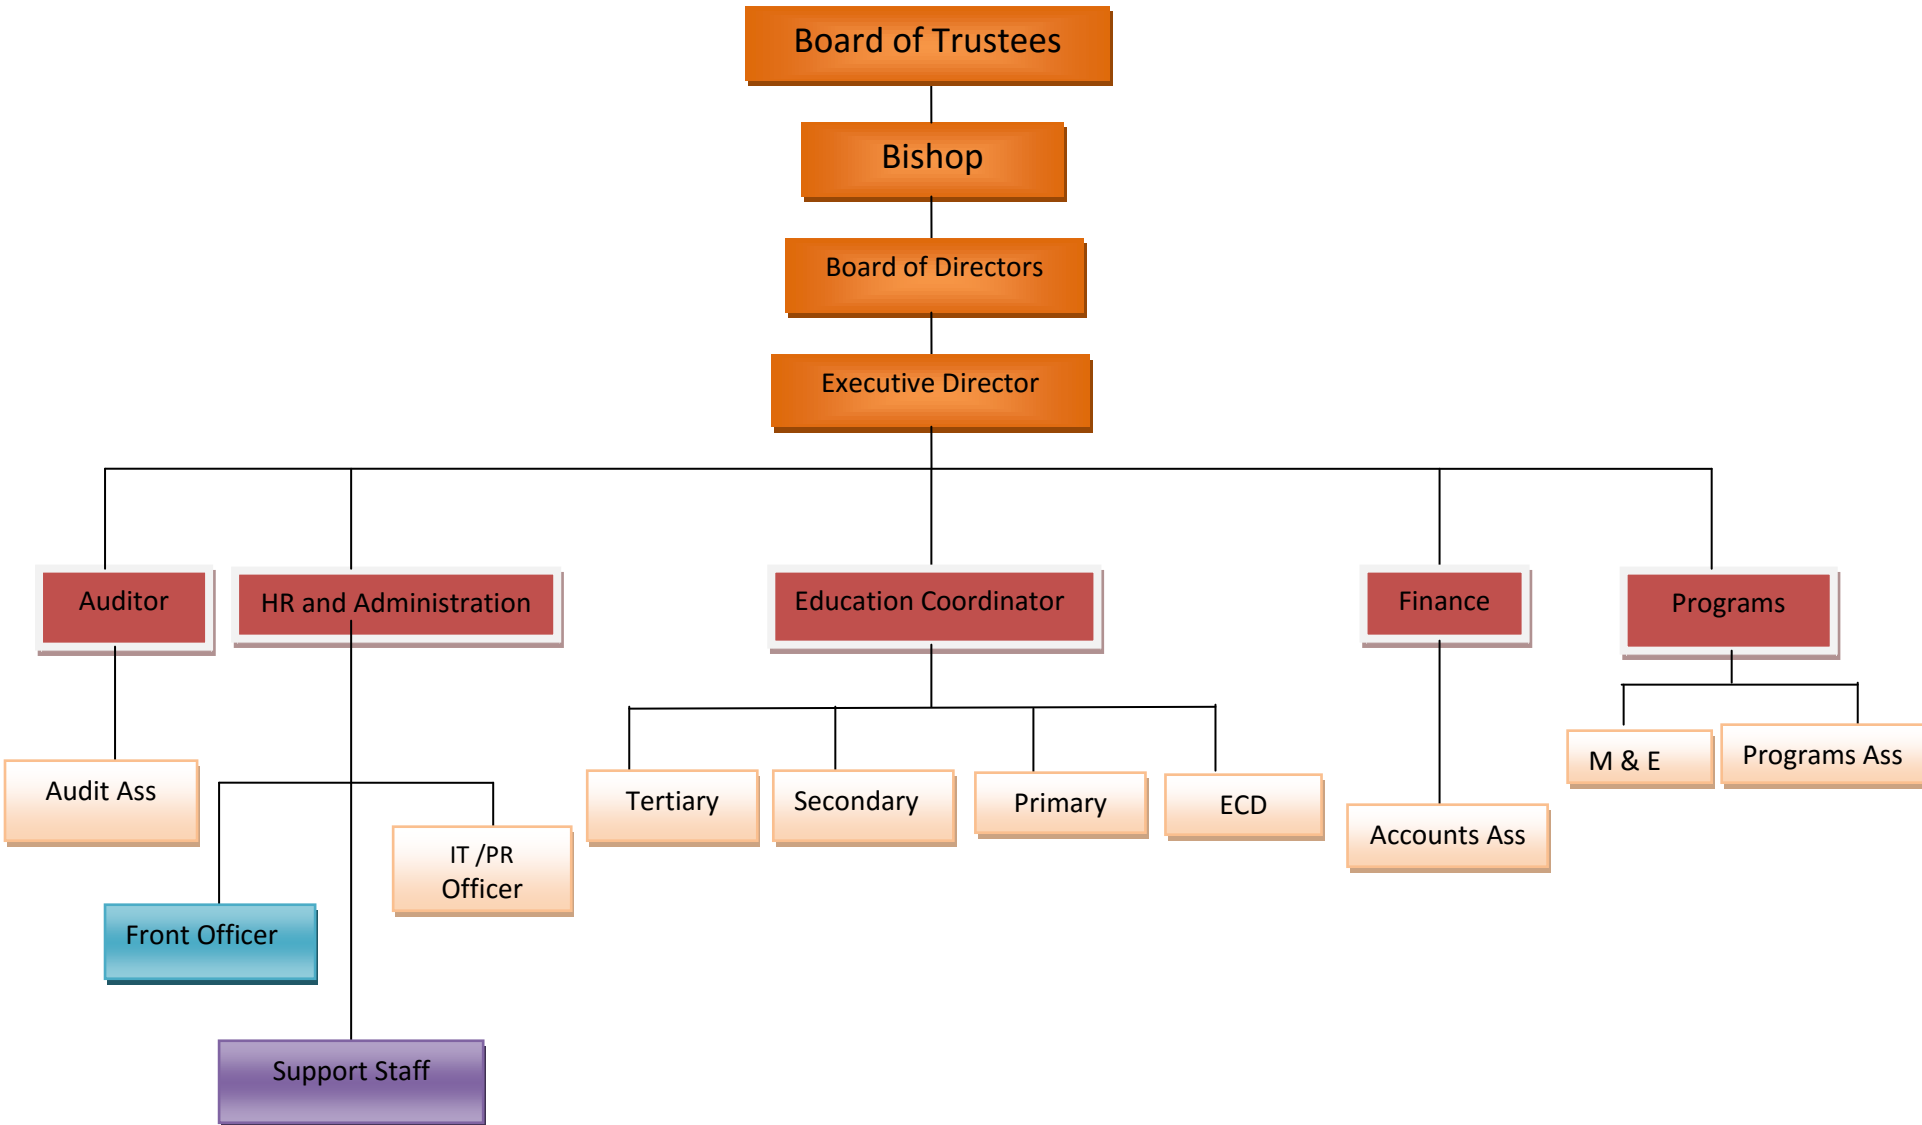 Board of Trustees
Bishop
Board of Directors
Executive Director
Auditor
HR and Administration
Education Coordinator
Finance
Programs
Audit Ass
Front Officer
IT /PR
Officer
Support Staff
Tertiary
Secondary
Primary
ECD
Accounts Ass
M & E
Programs Ass